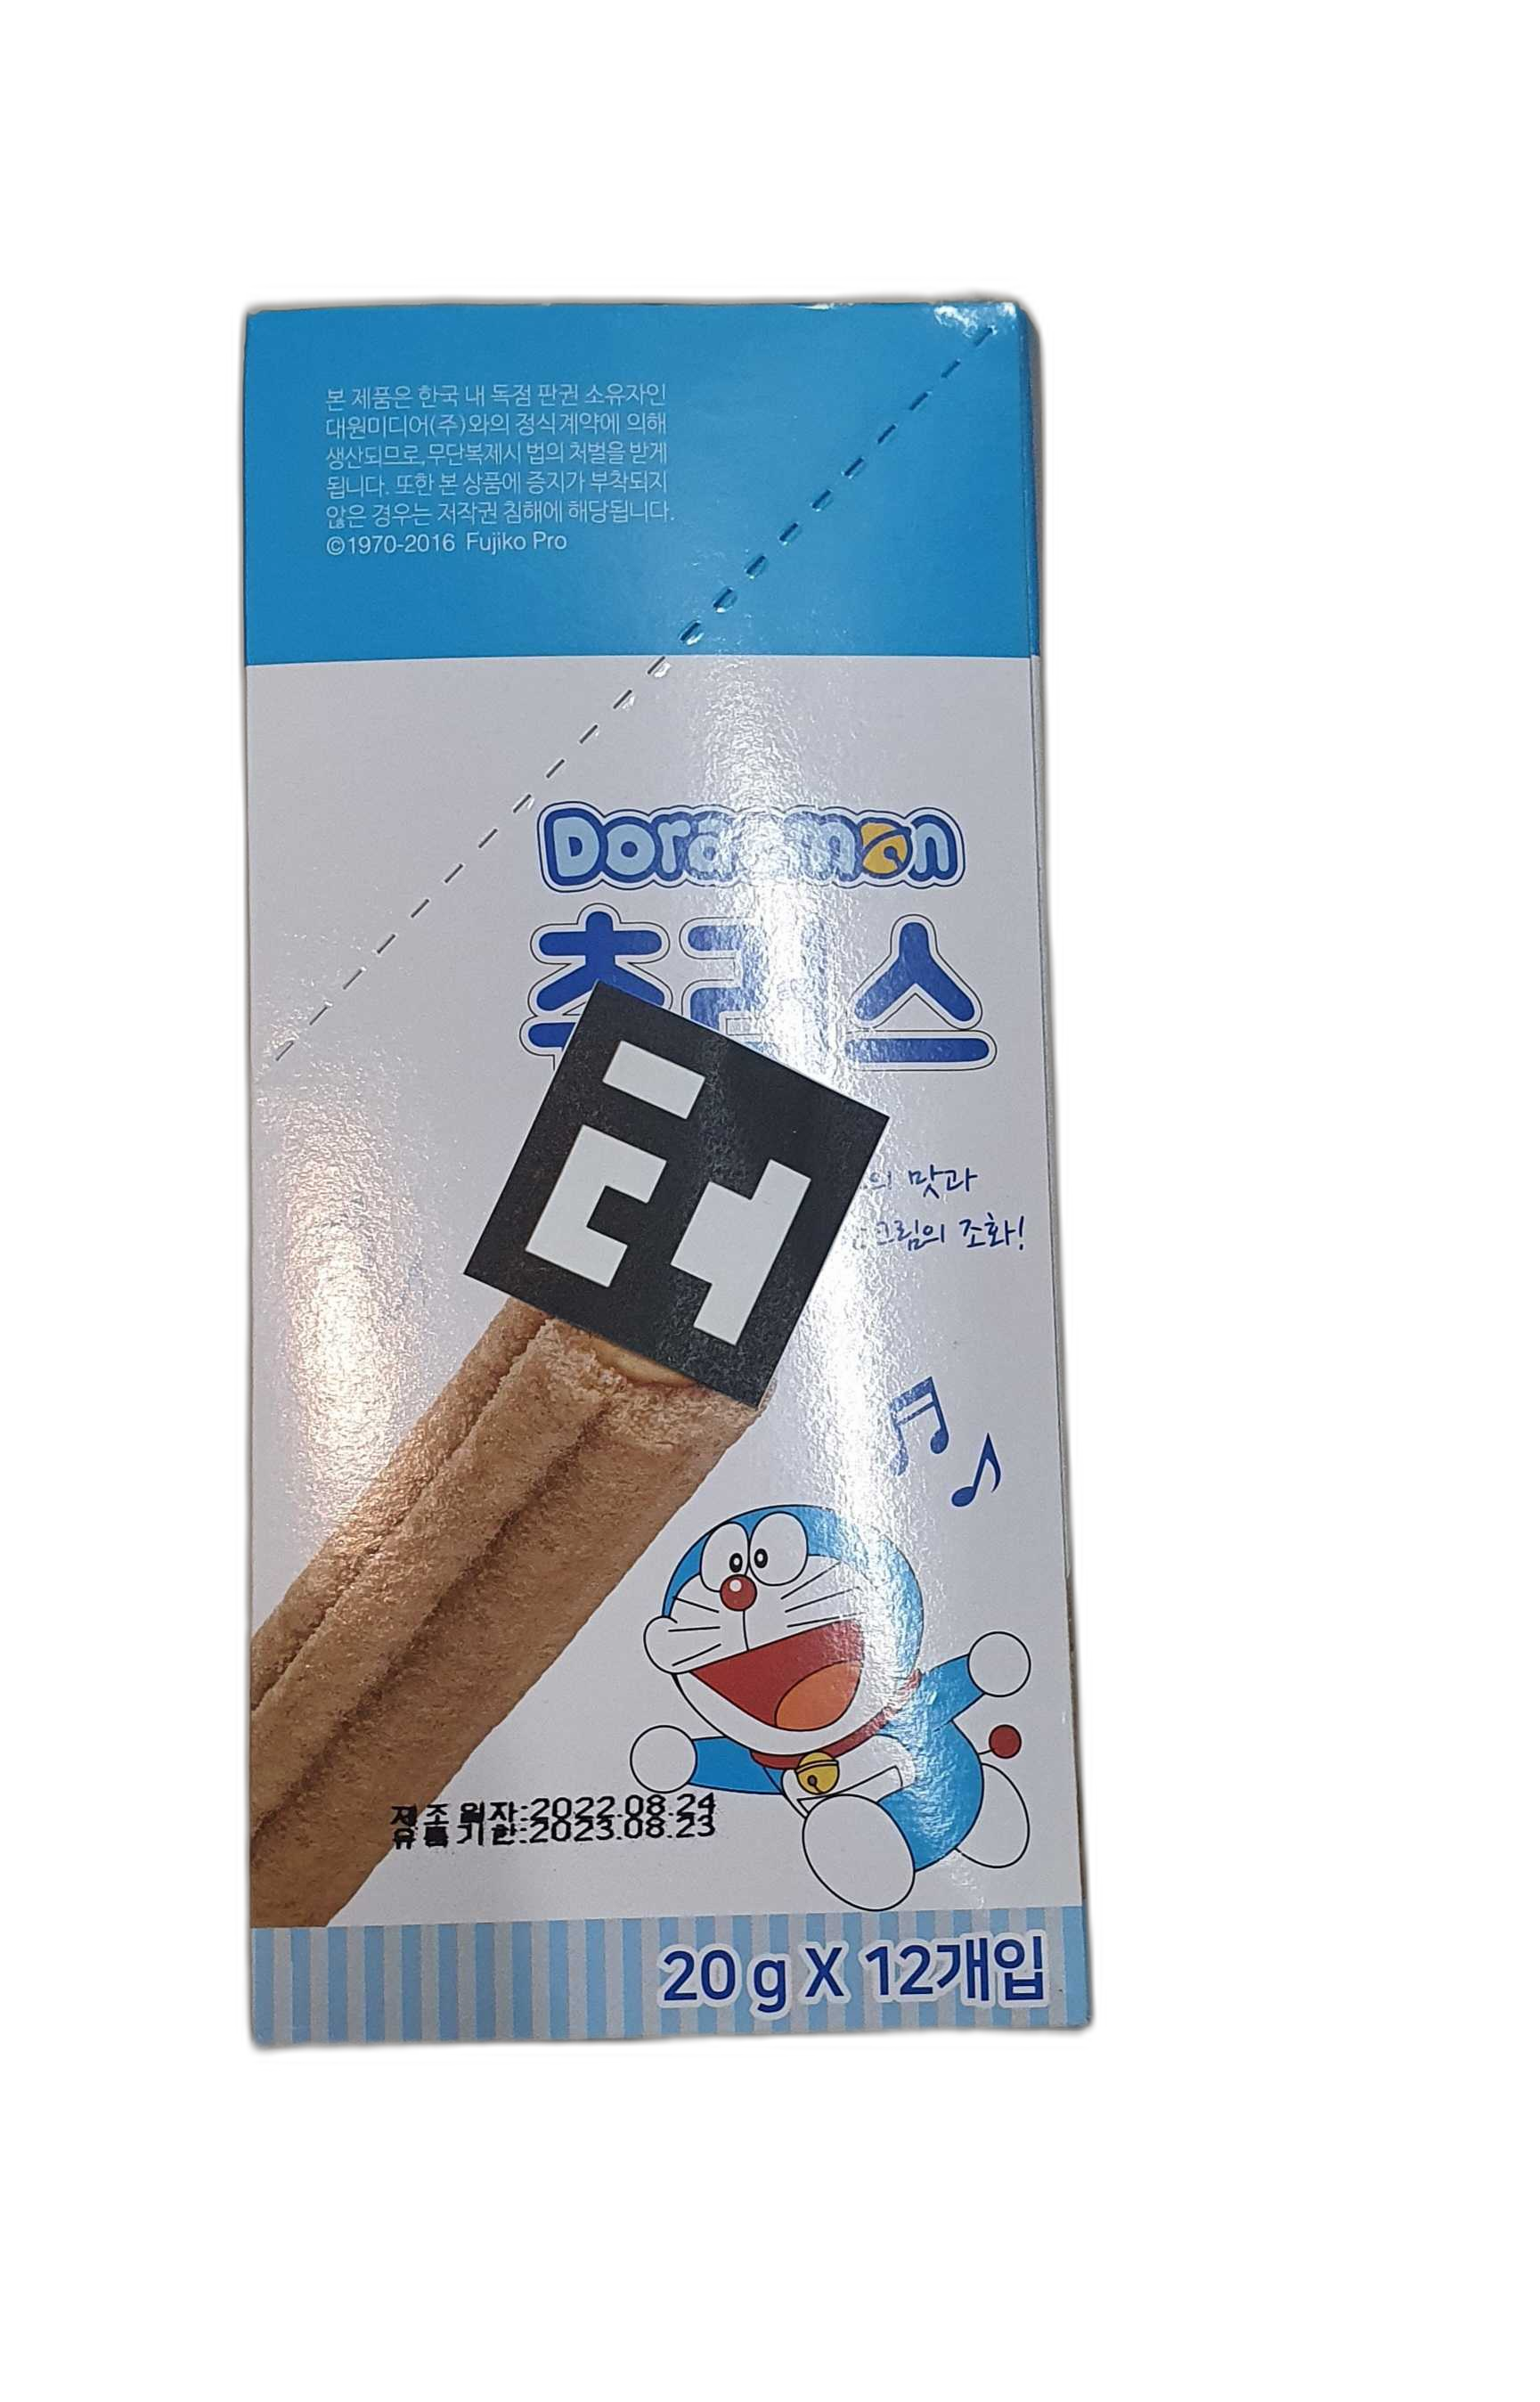 본 제품은 한국 내 독점 판권 소유자인
대원미디어(주)와의 정식계약에 의해
생산되므로,무단복제시 법의 처벌을 받게
됩니다. 또한 본 상품에 증지가 부착되지
않은 경우는 저작권 침해에 해당됩니다.
©1970-2016 Fujiko Pro
Doraemon
츄러스
맛과
조화!
제조일자:2022.08.24
유통기한:2023.08.23
20 g X 12개입